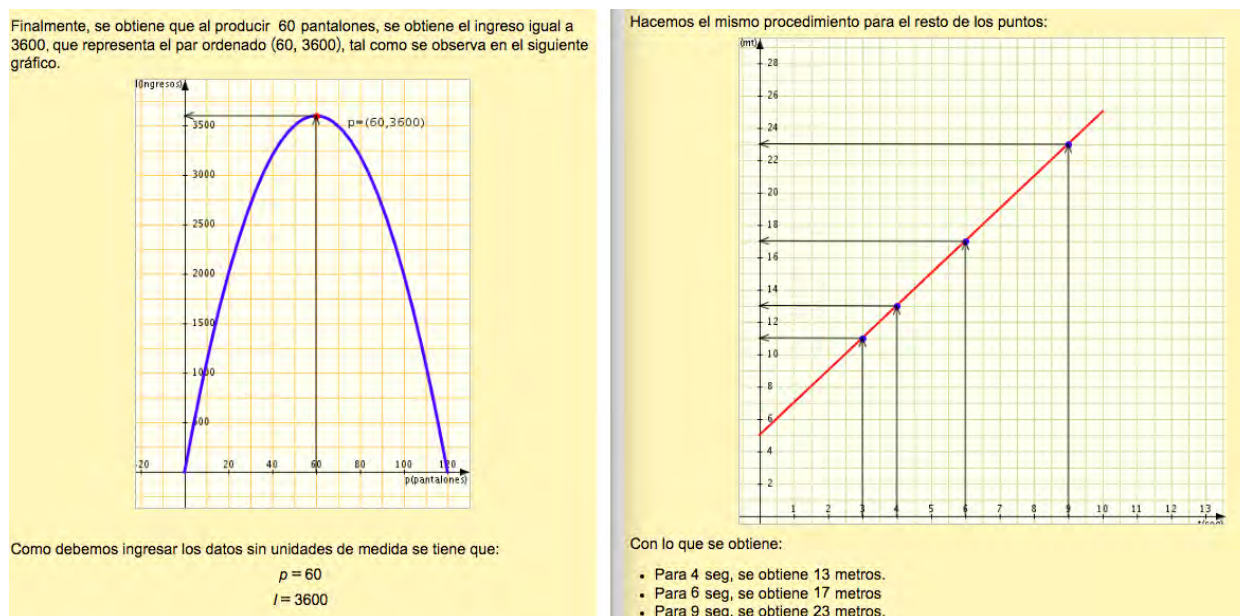 Finalmente, se obtiene que al producir 60 pantalones, se obtiene el ingreso igual a
3600, que representa el par ordenado (60, 3600), tal como se observa en el siguiente
gráfico.
I(Ingresos)
p=(60,3600)
3500
3000
2500
2000
1500
1000
500
-20 20 40 60 80 100 120
p(pantalones)
Como debemos ingresar los datos sin unidades de medida se tiene que:
p = 60
I = 3600
Hacemos el mismo procedimiento para el resto de los puntos:
(mt)
28
26
24
22
20
18
16
14
12
10
8
6
4
2
1 2 3 4 5 6 7 8 9 10 11 12 13
t(seg)
Con lo que se obtiene:
• Para 4 seg, se obtiene 13 metros.
• Para 6 seg, se obtiene 17 metros
• Para 9 seg, se obtiene 23 metros.